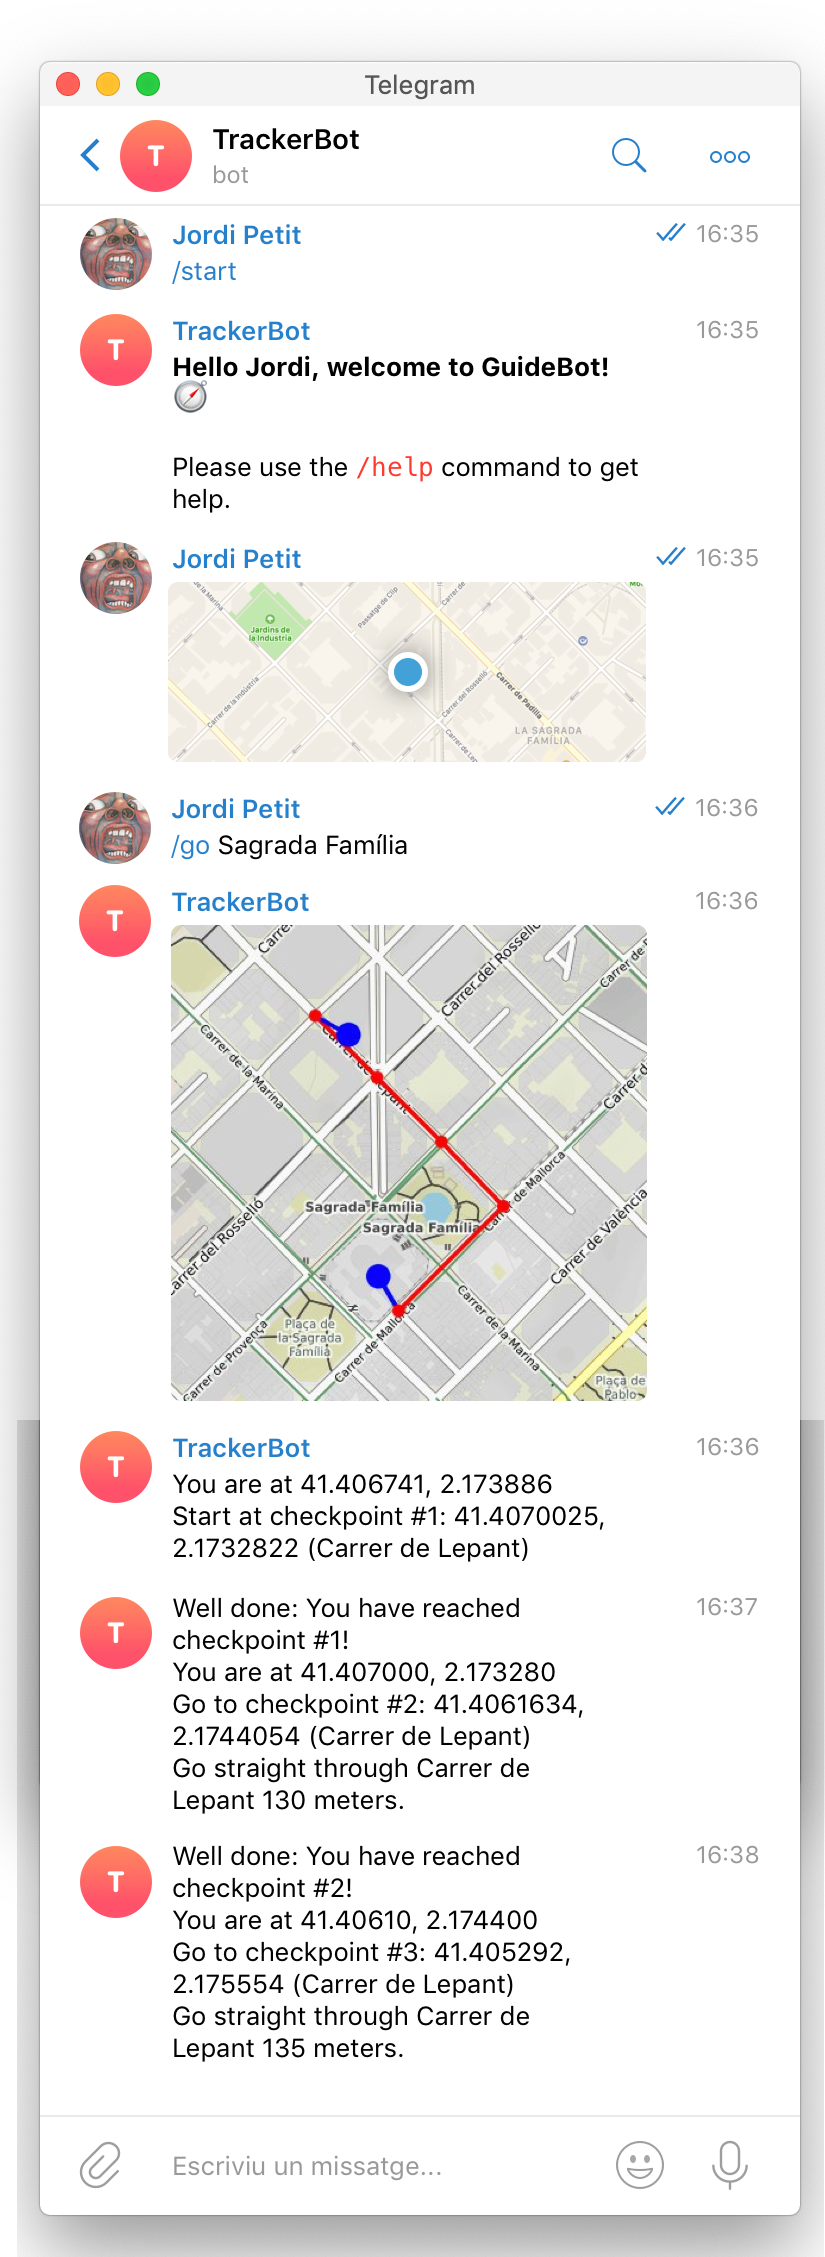 Telegram
T
TrackerBot
bot
Jordi Petit
16:35
/start
T
TrackerBot
16:35
Hello Jordi, welcome to GuideBot!
Please use the /help command to get
help.
Jordi Petit
16:35
Carrer de la Marina
Passatge de Clip
Jardins de
la Indústria
Carrer de la Indústria
Carrer del Rosselló
Carrer de Padilla
LA SAGRADA
FAMÍLIA
Jordi Petit
16:36
/go Sagrada Família
T
TrackerBot
16:36
Carrer del Rosselló
Carrer de la Marina
Carrer de Lepant
Carrer de Mallorca
Sagrada Família
Sagrada Família
Carrer de València
Carrer del Rosselló
Plaça de
la Sagrada
Família
Carrer de Provença
Carrer de Mallorca
Carrer de la Marina
Plaça de
Pablo
T
TrackerBot
16:36
You are at 41.406741, 2.173886
Start at checkpoint #1: 41.4070025,
2.1732822 (Carrer de Lepant)
T
Well done: You have reached
16:37
checkpoint #1!
You are at 41.407000, 2.173280
Go to checkpoint #2: 41.4061634,
2.1744054 (Carrer de Lepant)
Go straight through Carrer de
Lepant 130 meters.
T
Well done: You have reached
16:38
checkpoint #2!
You are at 41.40610, 2.174400
Go to checkpoint #3: 41.405292,
2.175554 (Carrer de Lepant)
Go straight through Carrer de
Lepant 135 meters.
Escriviu un missatge...